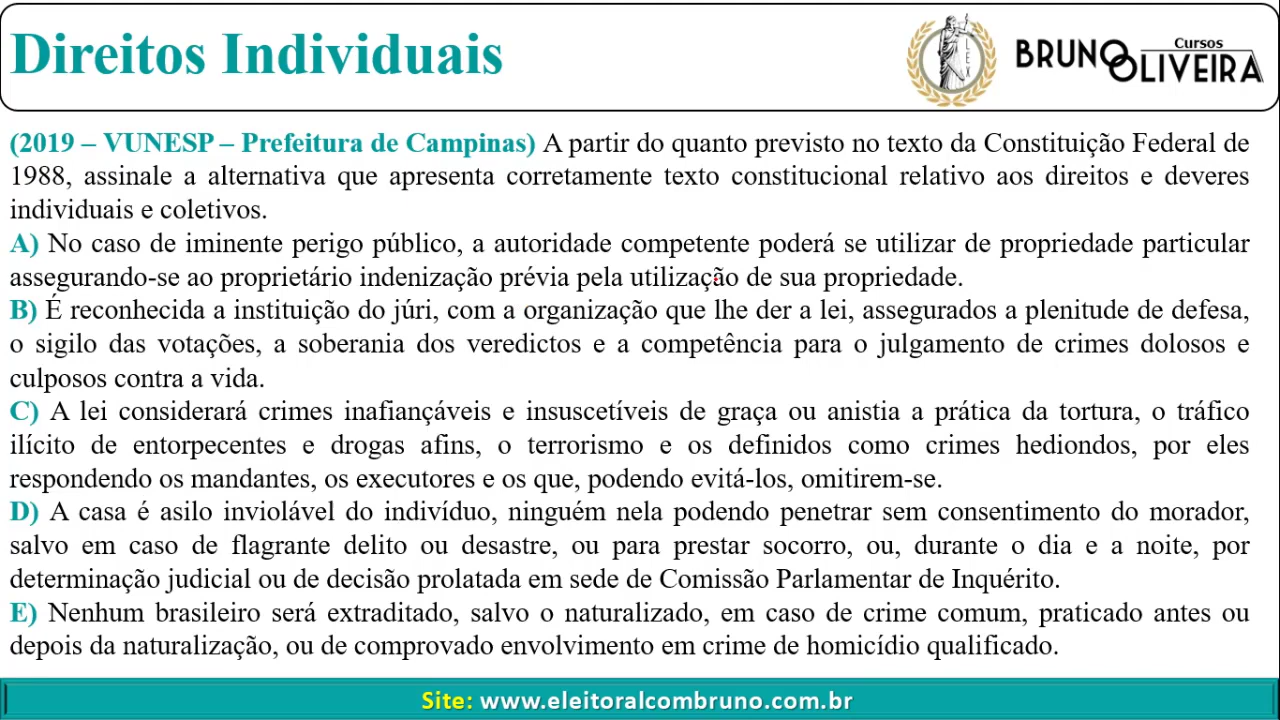 Direitos Individuais
LEX
Cursos
BRUNO OLIVEIRA
(2019 – VUNESP – Prefeitura de Campinas) A partir do quanto previsto no texto da Constituição Federal de
1988, assinale a alternativa que apresenta corretamente texto constitucional relativo aos direitos e deveres
individuais e coletivos.
A) No caso de iminente perigo público, a autoridade competente poderá se utilizar de propriedade particular
assegurando-se ao proprietário indenização prévia pela utilização de sua propriedade.
B) É reconhecida a instituição do júri, com a organização que lhe der a lei, assegurados a plenitude de defesa,
o sigilo das votações, a soberania dos veredictos e a competência para o julgamento de crimes dolosos e
culposos contra a vida.
C) A lei considerará crimes inafiançáveis e insuscetíveis de graça ou anistia a prática da tortura, o tráfico
ilícito de entorpecentes e drogas afins, o terrorismo e os definidos como crimes hediondos, por eles
respondendo os mandantes, os executores e os que, podendo evitá-los, omitirem-se.
D) A casa é asilo inviolável do indivíduo, ninguém nela podendo penetrar sem consentimento do morador,
salvo em caso de flagrante delito ou desastre, ou para prestar socorro, ou, durante o dia e a noite, por
determinação judicial ou de decisão prolatada em sede de Comissão Parlamentar de Inquérito.
E) Nenhum brasileiro será extraditado, salvo o naturalizado, em caso de crime comum, praticado antes ou
depois da naturalização, ou de comprovado envolvimento em crime de homicídio qualificado.
Site: www.eleitoralcombruno.com.br